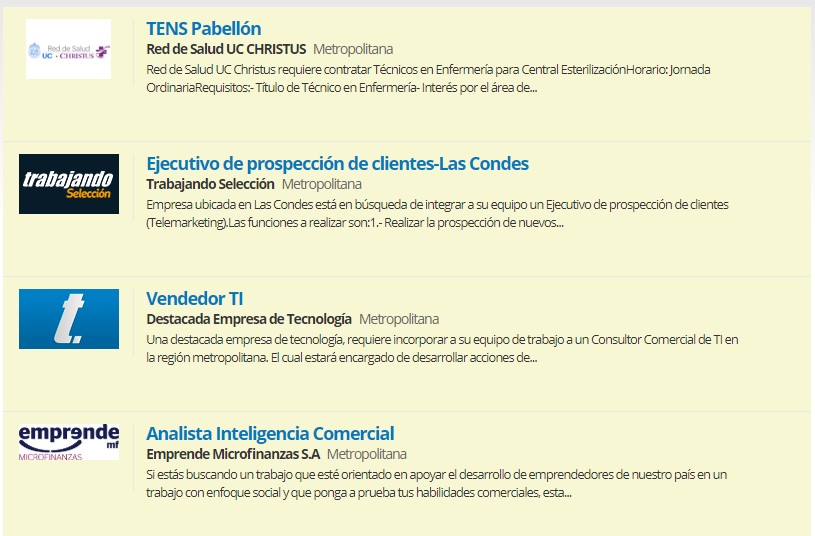 Red de Salud
UC · CHRISTUS
TENS Pabellón
Red de Salud UC CHRISTUS Metropolitana
Red de Salud UC Christus requiere contratar Técnicos en Enfermería para Central EsterilizaciónHorario: Jornada
OrdinariaRequisitos:- Título de Técnico en Enfermería- Interés por el área de...
trabajando
Selección
Ejecutivo de prospección de clientes-Las Condes
Trabajando Selección Metropolitana
Empresa ubicada en Las Condes está en búsqueda de integrar a su equipo un Ejecutivo de prospección de clientes
(Telemarketing).Las funciones a realizar son:1.- Realizar la prospección de nuevos...
t.
Vendedor TI
Destacada Empresa de Tecnología Metropolitana
Una destacada empresa de tecnología, requiere incorporar a su equipo de trabajo a un Consultor Comercial de TI en
la región metropolitana. El cual estará encargado de desarrollar acciones de...
emprende
mf
MICROFINANZAS
Analista Inteligencia Comercial
Emprende Microfinanzas S.A Metropolitana
Si estás buscando un trabajo que esté orientado en apoyar el desarrollo de emprendedores de nuestro país en un
trabajo con enfoque social y que ponga a prueba tus habilidades comerciales, esta...